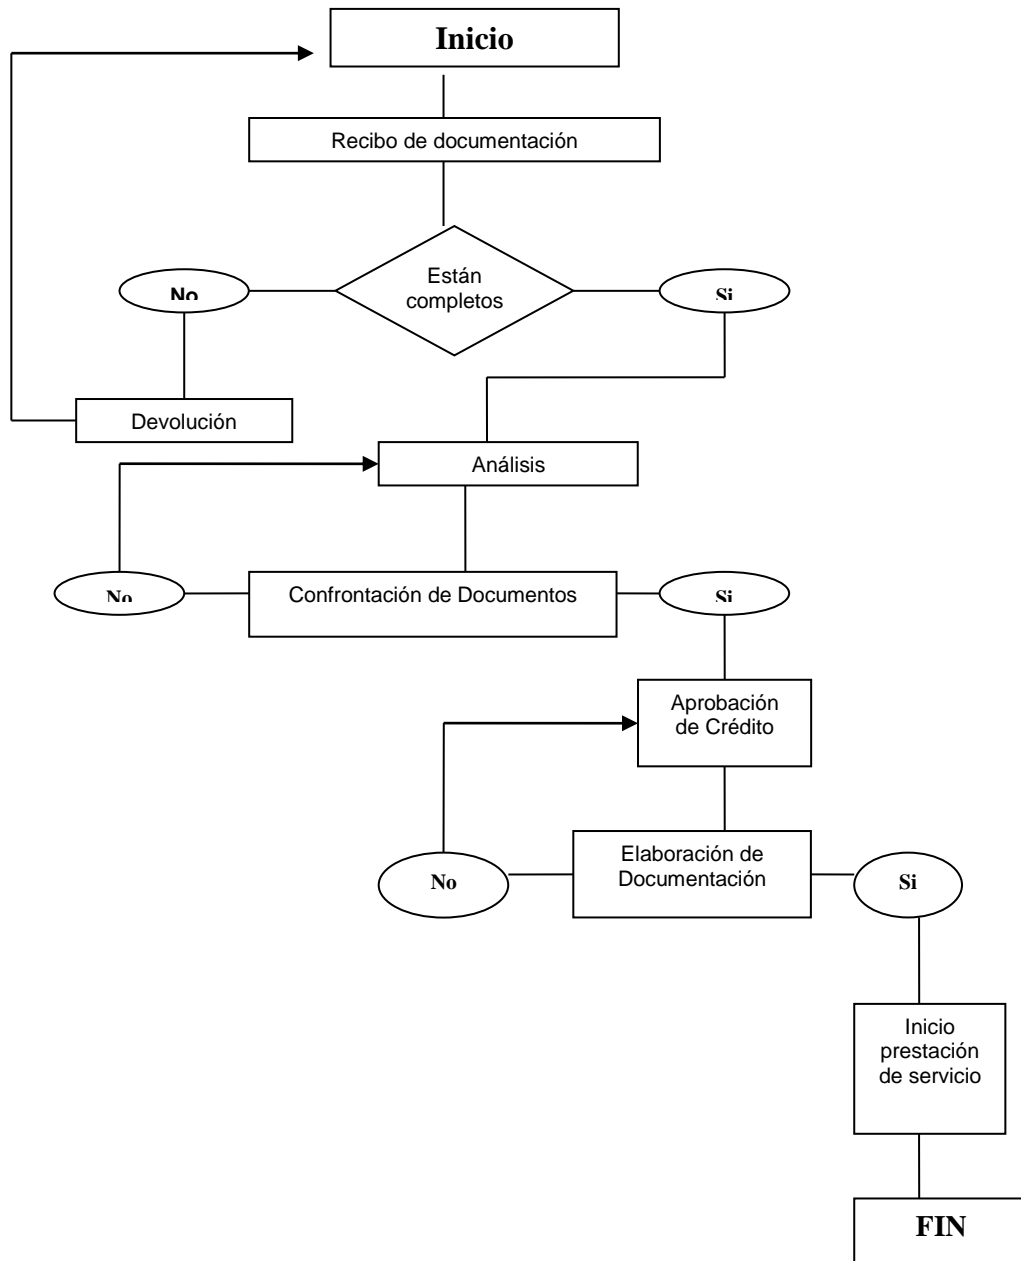 Inicio
Recibo de documentación
Están
completos
No
Si
Devolución
Análisis
No
Confrontación de Documentos
Si
Aprobación
de Crédito
Elaboración de
Documentación
No
Si
Inicio
prestación
de servicio
FIN